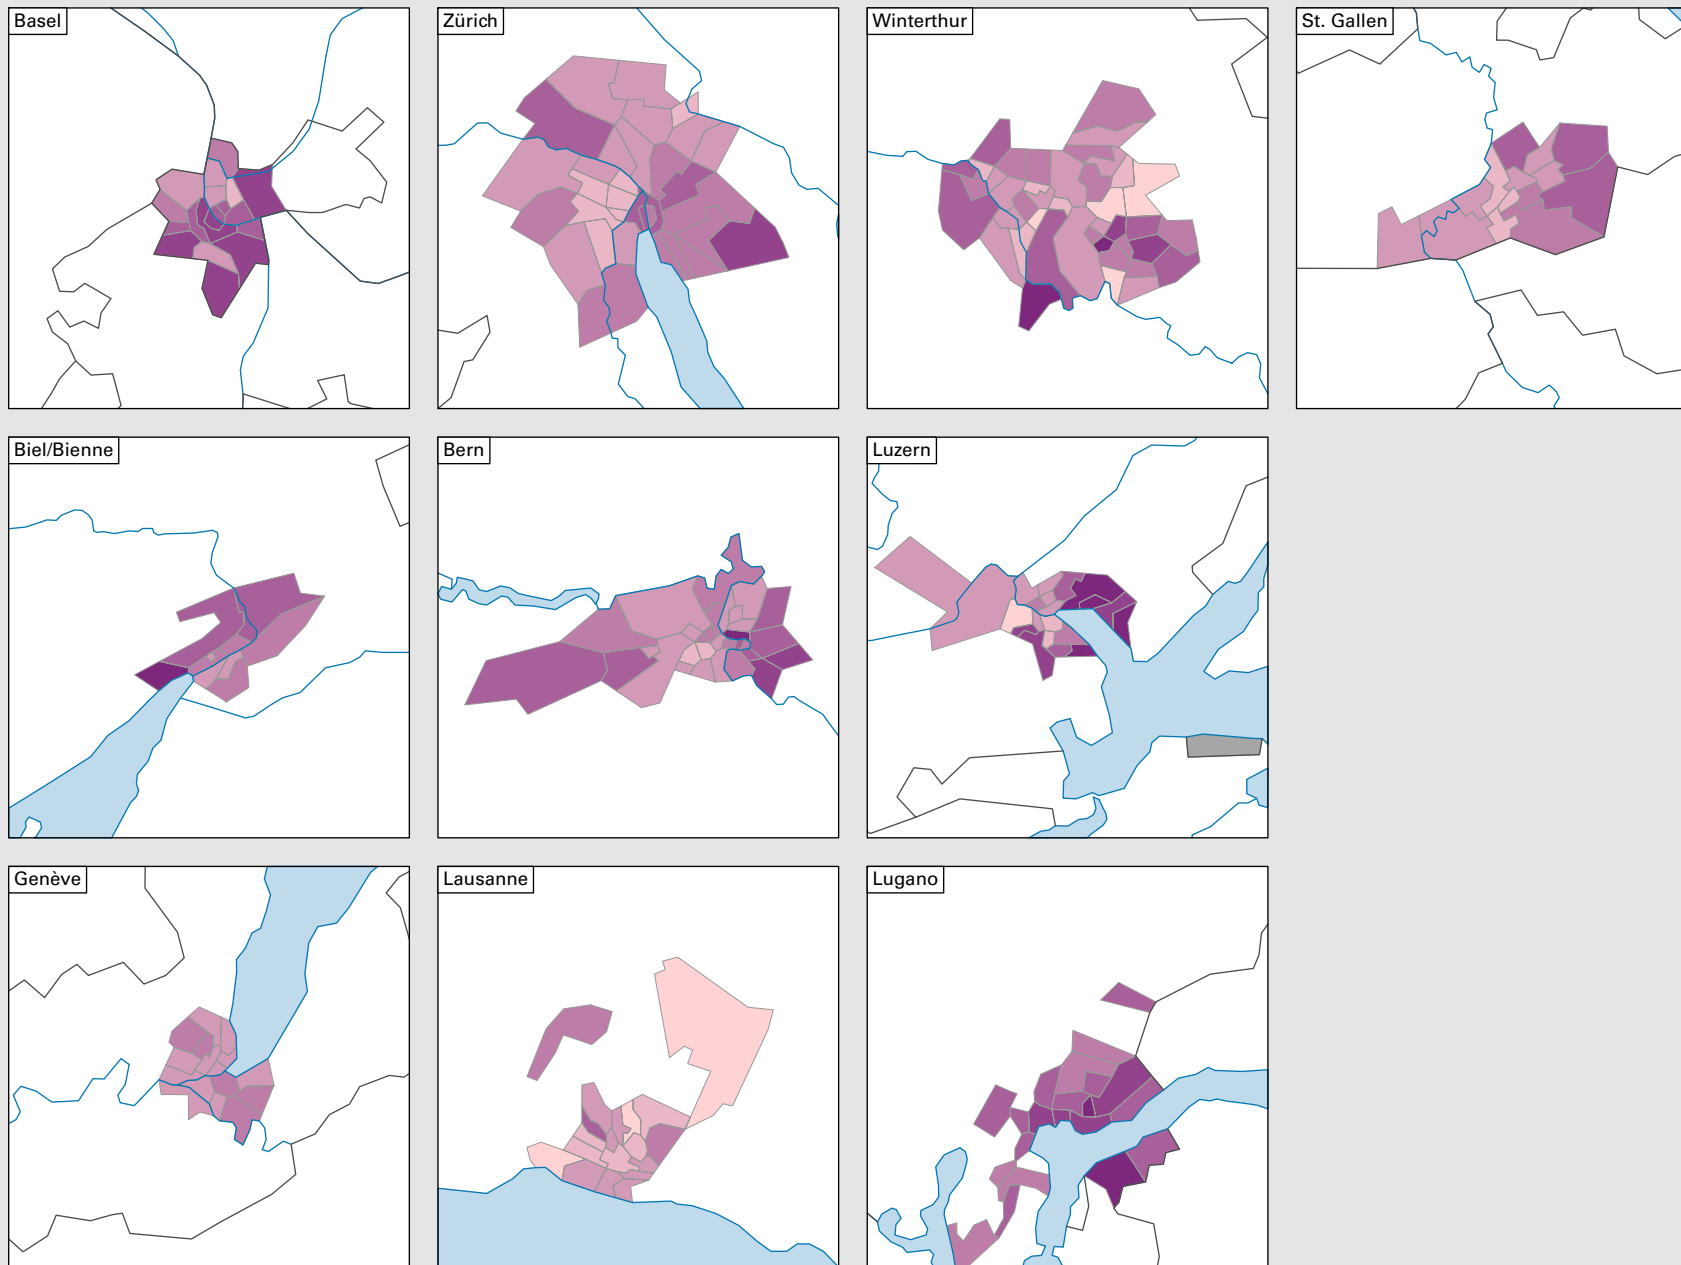 Basel
Zürich
Winterthur
St. Gallen
Biel/Bienne
Bern
Luzern
Genève
Lausanne
Lugano